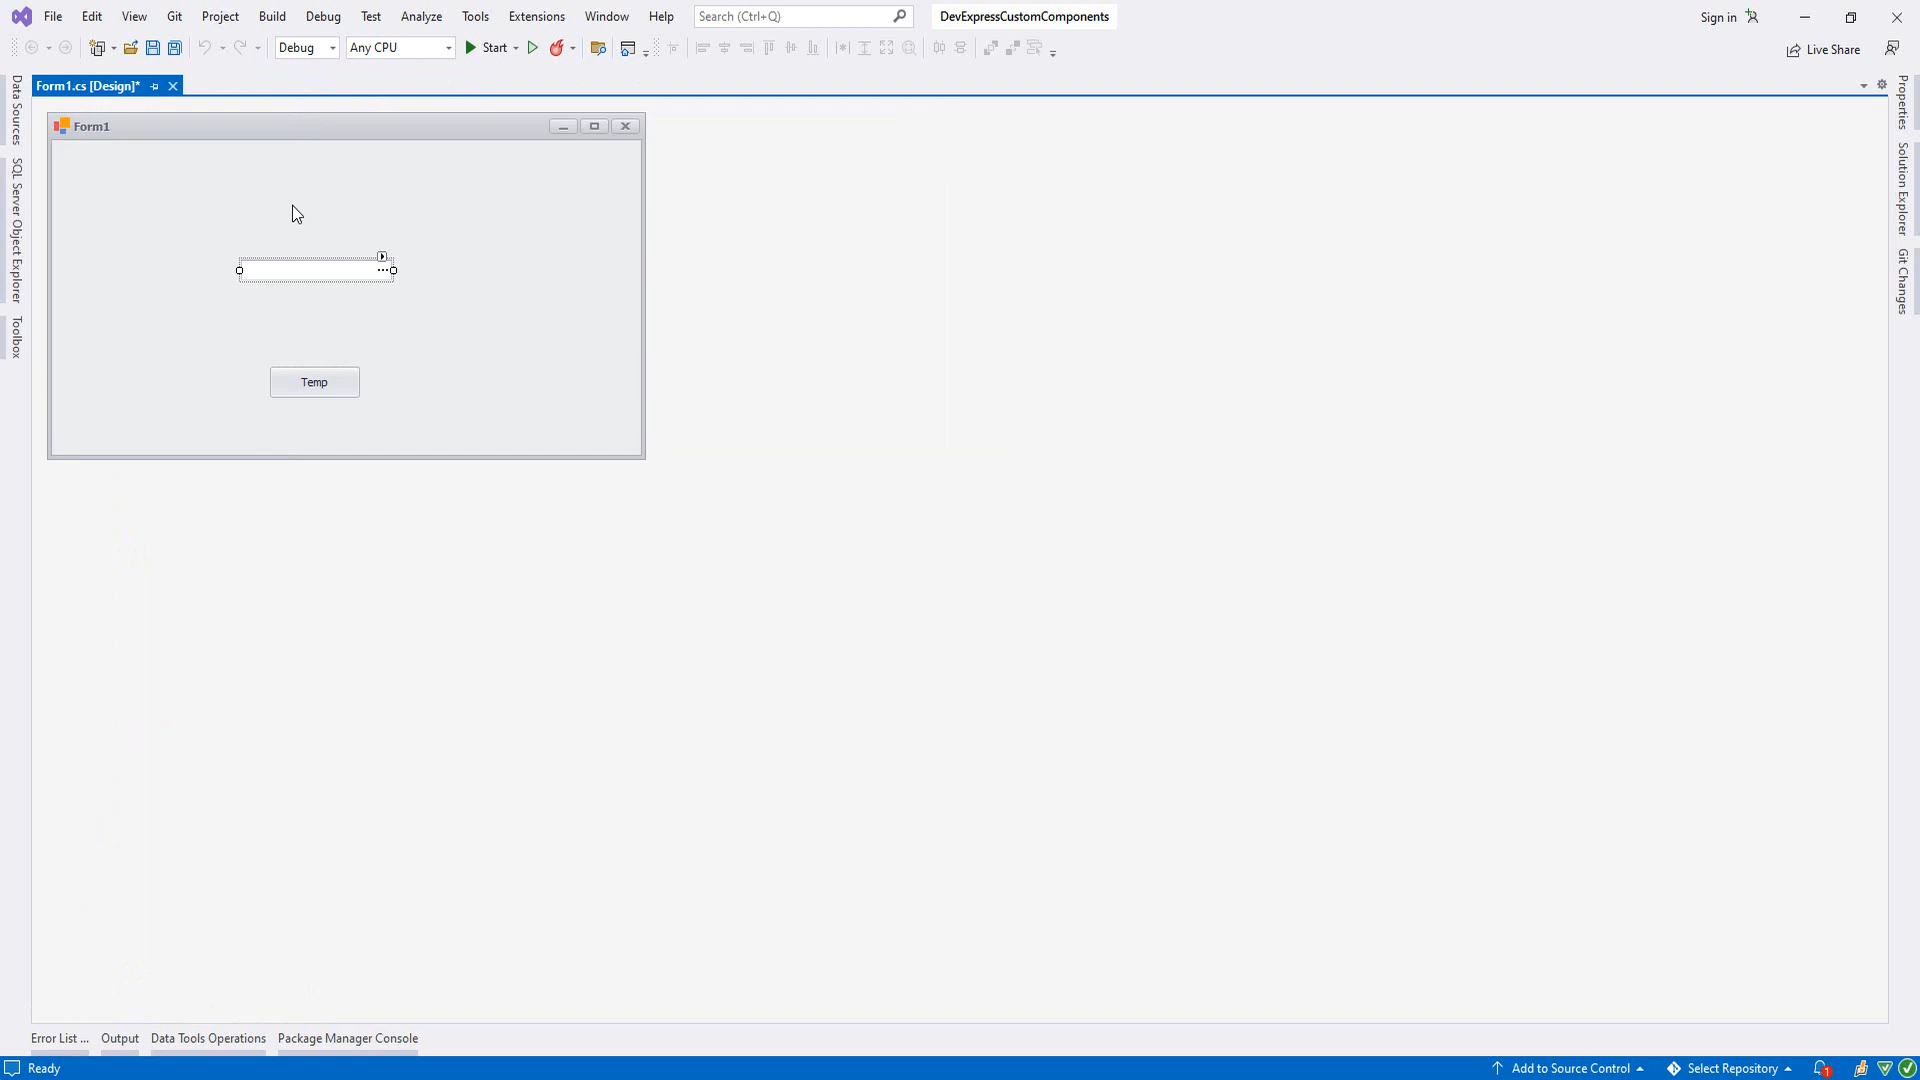 File Edit View Git Project Build Debug Test Analyze Tools Extensions Window Help Search (Ctrl+Q) DevExpressCustomComponents Sign in
Debug Any CPU Start Live Share
Form1.cs [Design]*
Data Sources
SQL Server Object Explorer
Toolbox
Form1
Temp
Properties
Solution Explorer
Git Changes
Error List ... Output Data Tools Operations Package Manager Console
Ready Add to Source Control Select Repository 1